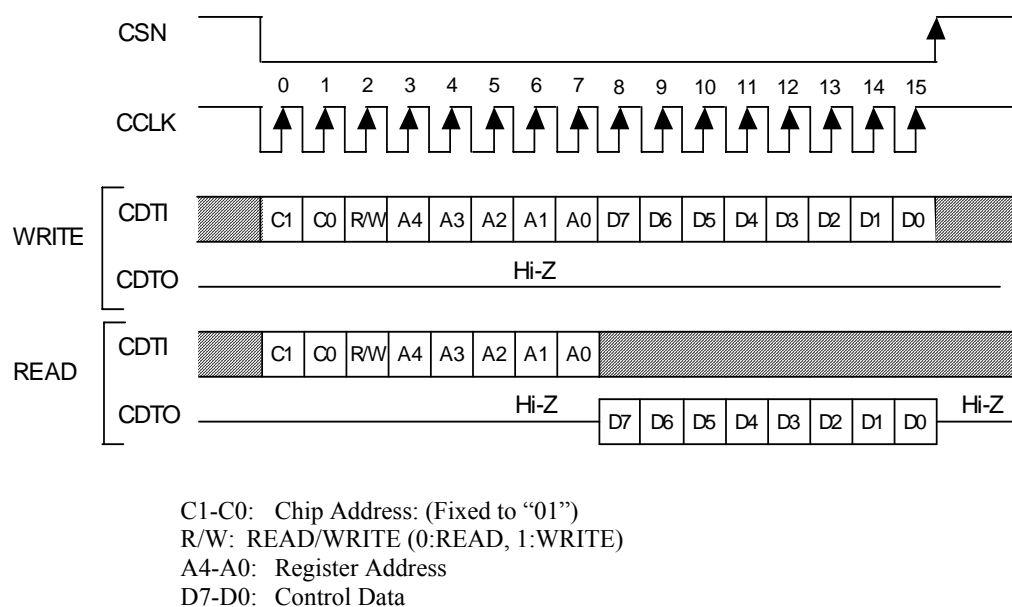 CSN
0 1 2 3 4 5 6 7 8 9 10 11 12 13 14 15
CCLK
WRITE
CDTI C1 C0 R/W A4 A3 A2 A1 A0 D7 D6 D5 D4 D3 D2 D1 D0
CDTO Hi-Z
READ
CDTI C1 C0 R/W A4 A3 A2 A1 A0
CDTO Hi-Z D7 D6 D5 D4 D3 D2 D1 D0 Hi-Z
C1-C0: Chip Address: (Fixed to “01”)
R/W: READ/WRITE (0:READ, 1:WRITE)
A4-A0: Register Address
D7-D0: Control Data